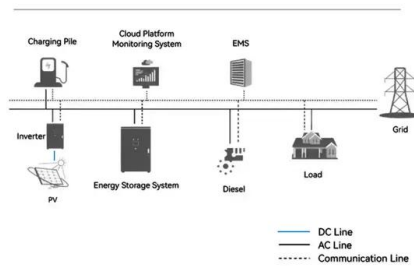 Charging Pile
Cloud Platform
Monitoring System
EMS
Grid
Inverter
PV
Energy Storage System
Diesel
Load
DC Line
AC Line
Communication Line